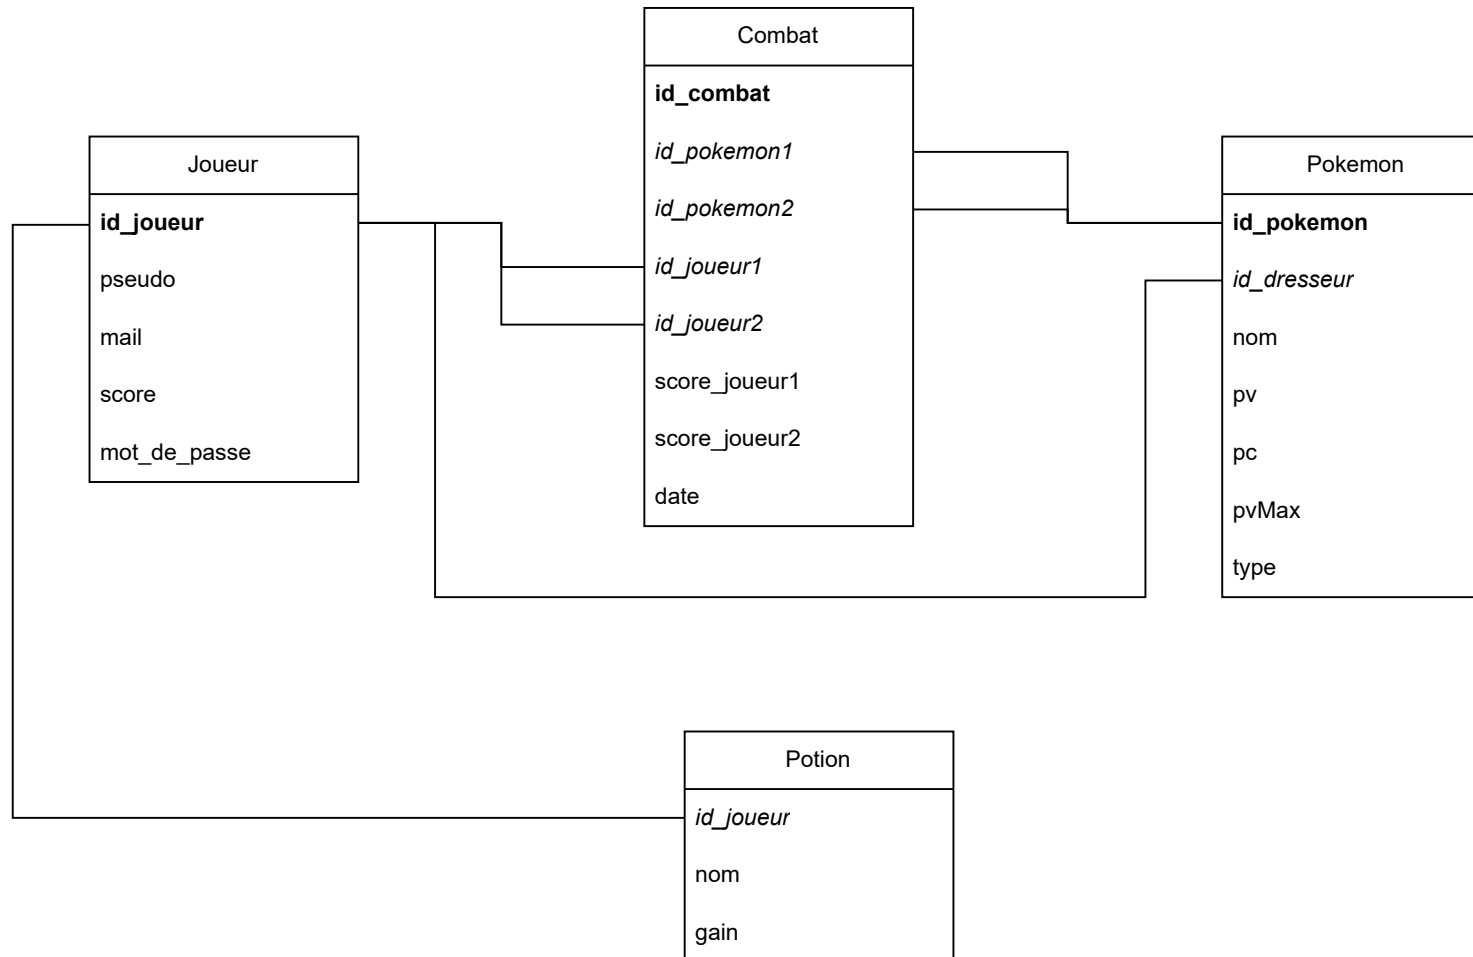 Combat
id_combat
id_pokemon1
id_pokemon2
id_joueur1
id_joueur2
score_joueur1
score_joueur2
date
Joueur
id_joueur
pseudo
mail
score
mot_de_passe
Pokemon
id_pokemon
id_dresseur
nom
pv
pc
pvMax
type
Potion
id_joueur
nom
gain